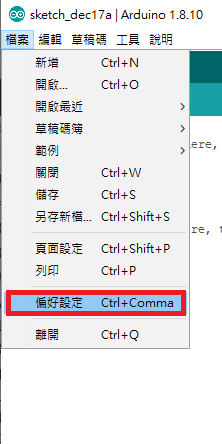 sketch_dec17a | Arduino 1.8.10
檔案 編輯 草稿碼 工具 說明
新增 Ctrl+N
開啟... Ctrl+O
開啟最近
草稿碼簿
範例
關閉 Ctrl+W
儲存 Ctrl+S
另存新檔... Ctrl+Shift+S
頁面設定 Ctrl+Shift+P
列印 Ctrl+P
偏好設定 Ctrl+Comma
離開 Ctrl+Q